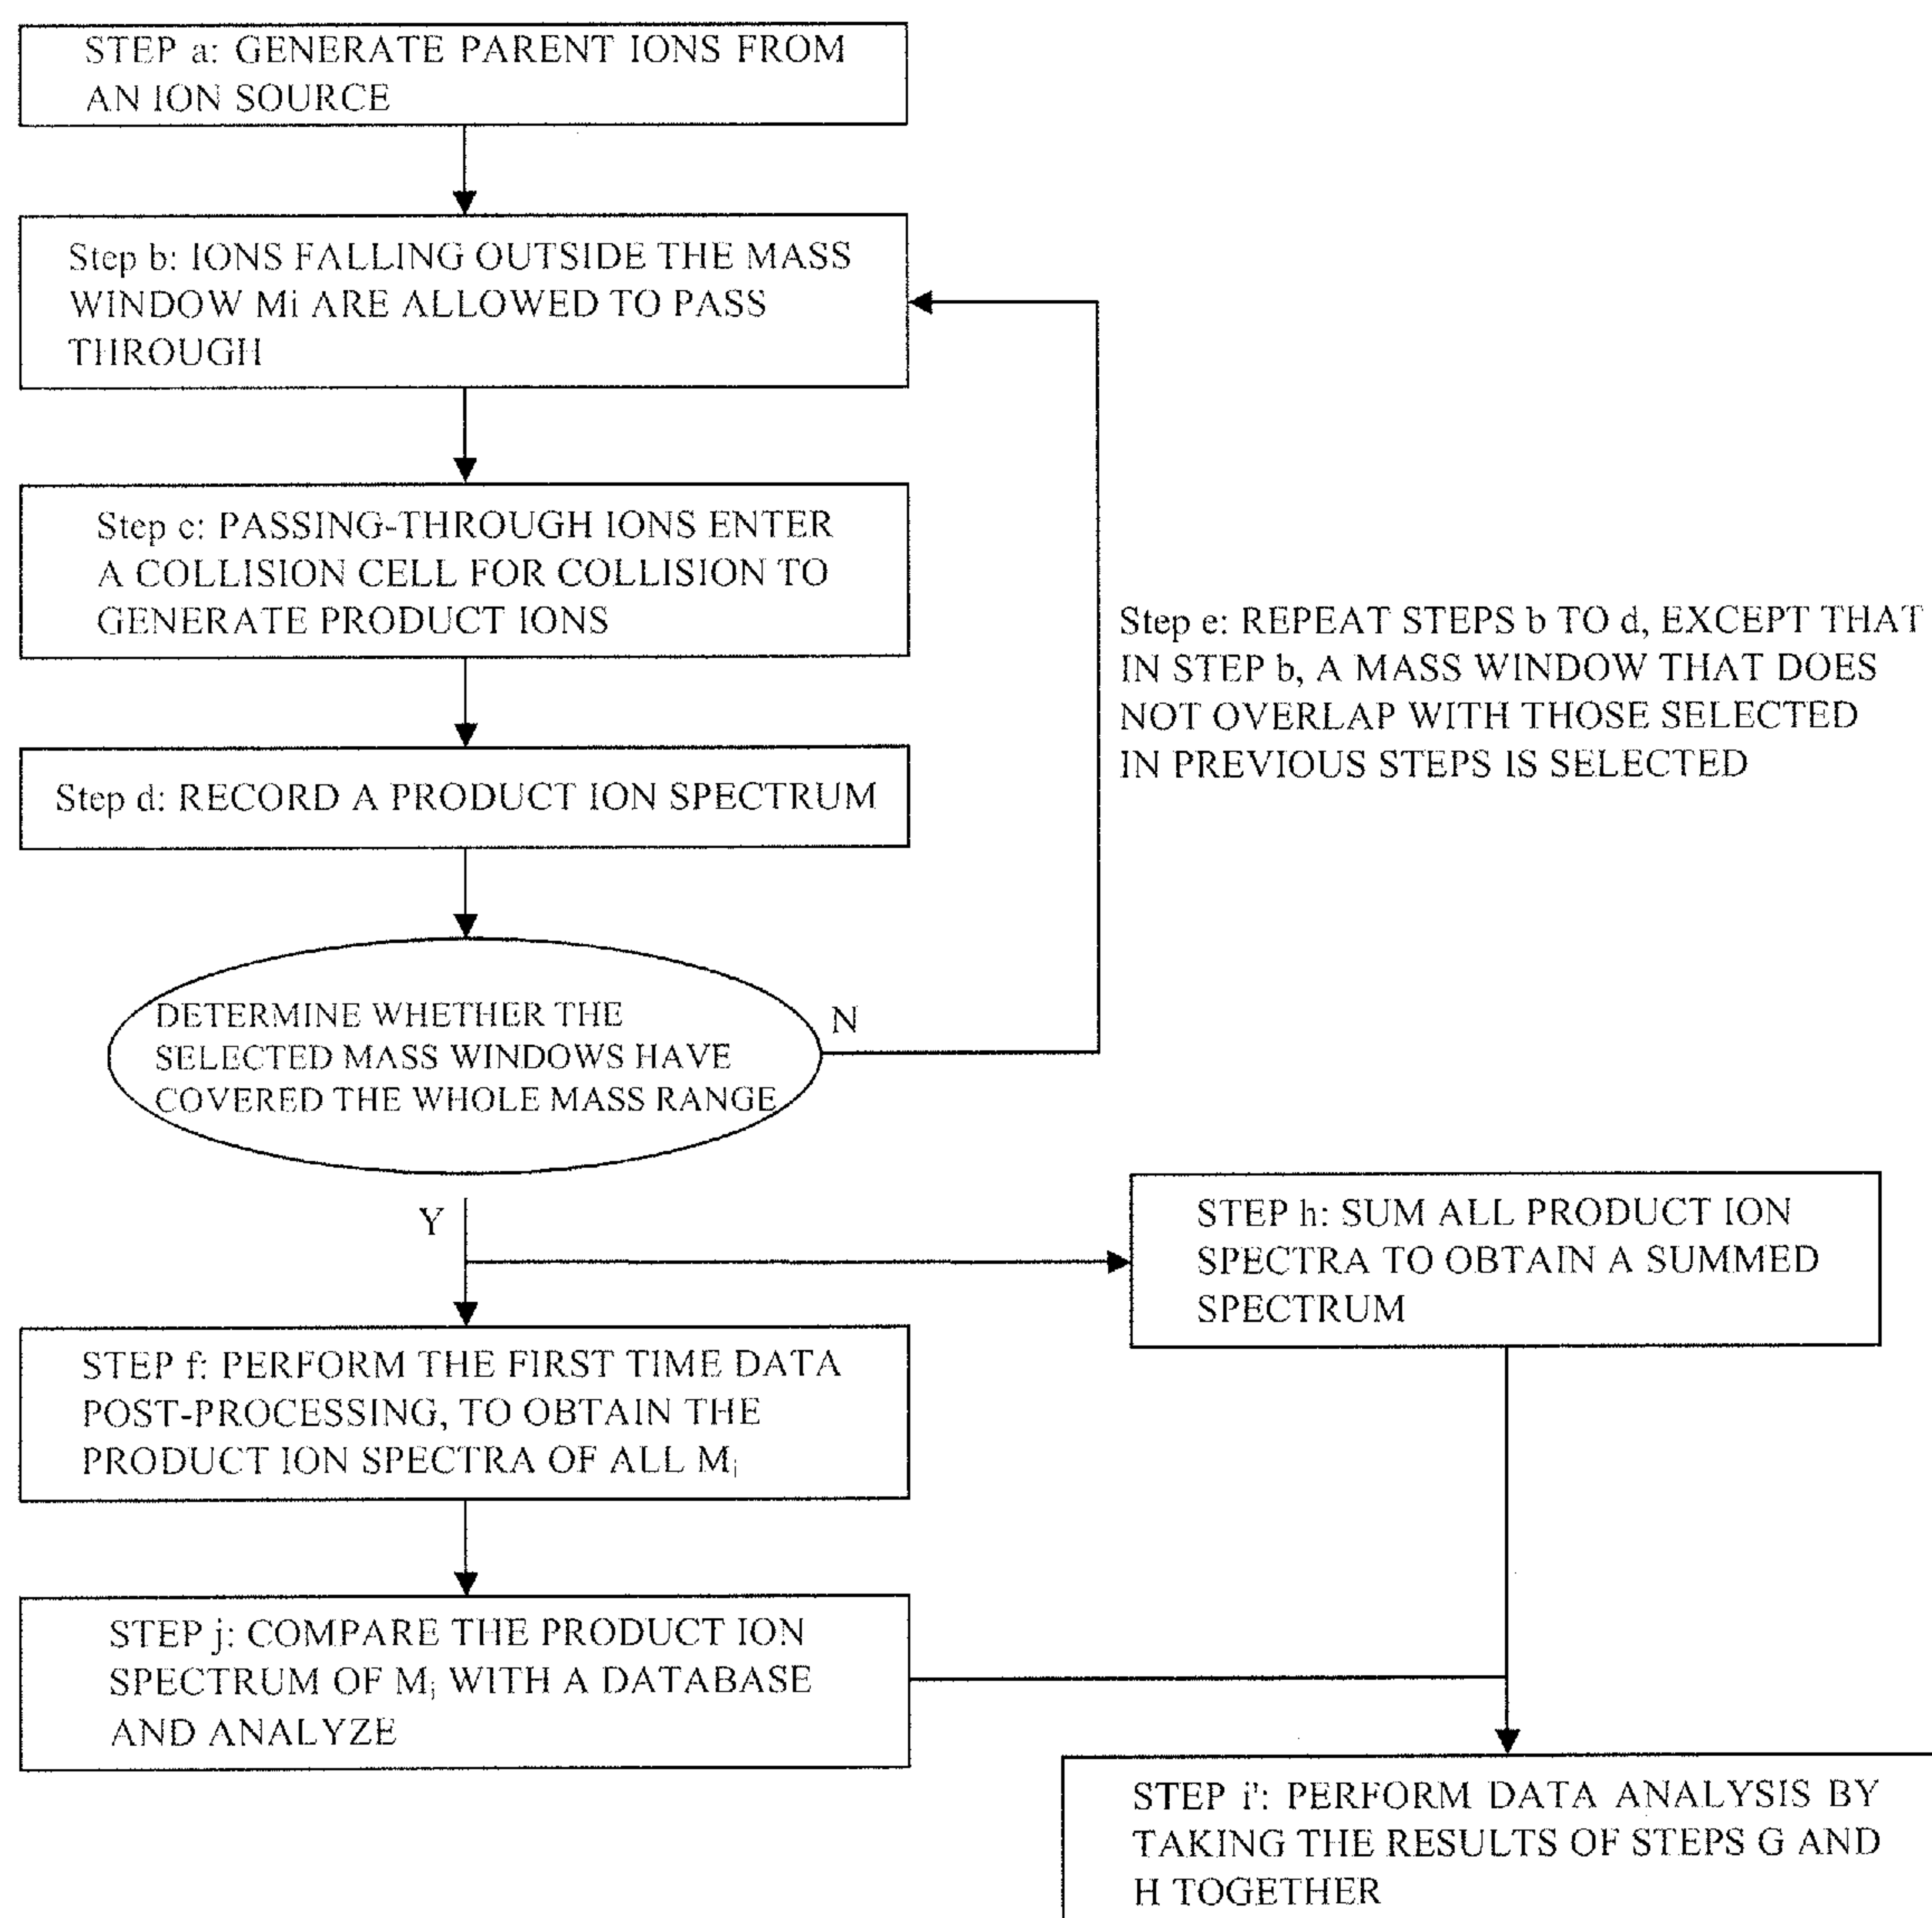 STEP a: GENERATE PARENT IONS FROM
AN ION SOURCE
Step b: IONS FALLING OUTSIDE THE MASS
WINDOW Mi ARE ALLOWED TO PASS
THROUGH
Step c: PASSING-THROUGH IONS ENTER
A COLLISION CELL FOR COLLISION TO
GENERATE PRODUCT IONS
Step d: RECORD A PRODUCT ION SPECTRUM
Step e: REPEAT STEPS b TO d, EXCEPT THAT
IN STEP b, A MASS WINDOW THAT DOES
NOT OVERLAP WITH THOSE SELECTED
IN PREVIOUS STEPS IS SELECTED
DETERMINE WHETHER THE
SELECTED MASS WINDOWS HAVE
COVERED THE WHOLE MASS RANGE
N
Y
STEP h: SUM ALL PRODUCT ION
SPECTRA TO OBTAIN A SUMMED
SPECTRUM
STEP f: PERFORM THE FIRST TIME DATA
POST-PROCESSING, TO OBTAIN THE
PRODUCT ION SPECTRA OF ALL Mi
STEP j: COMPARE THE PRODUCT ION
SPECTRUM OF Mi WITH A DATABASE
AND ANALYZE
STEP i': PERFORM DATA ANALYSIS BY
TAKING THE RESULTS OF STEPS G AND
H TOGETHER